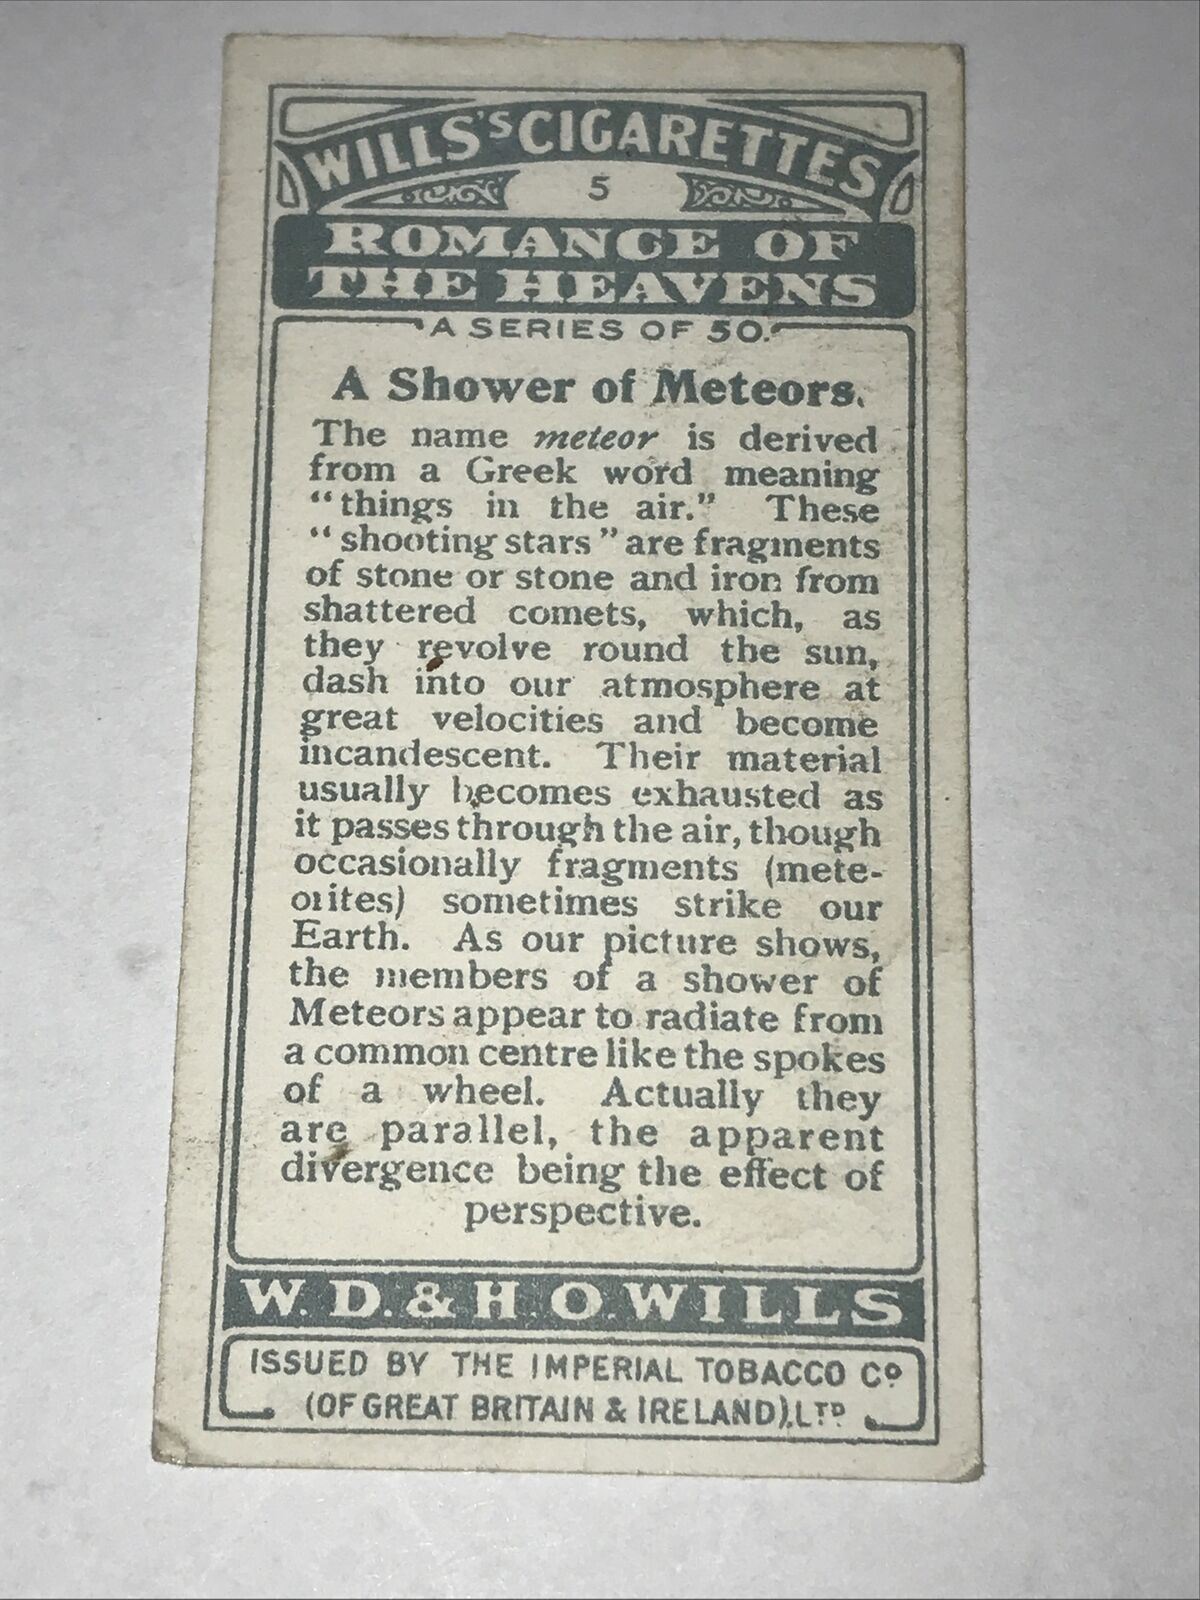 WILLS'S CIGARETTES
5
ROMANCE OF
THE HEAVENS
A SERIES OF 50.
A Shower of Meteors.
The name meteor is derived
from a Greek word meaning
"things in the air." These
"shooting stars" are fragments
of stone or stone and iron from
shattered comets, which, as
they revolve round the sun,
dash into our atmosphere at
great velocities and become
incandescent. Their material
usually becomes exhausted as
it passes through the air, though
occasionally fragments (mete-
orites) sometimes strike our
Earth. As our picture shows,
the members of a shower of
Meteors appear to radiate from
a common centre like the spokes
of a wheel. Actually they
are parallel, the apparent
divergence being the effect of
perspective.
W.D. & H.O. WILLS
ISSUED BY THE IMPERIAL TOBACCO Cº
(OF GREAT BRITAIN & IRELAND), LTD